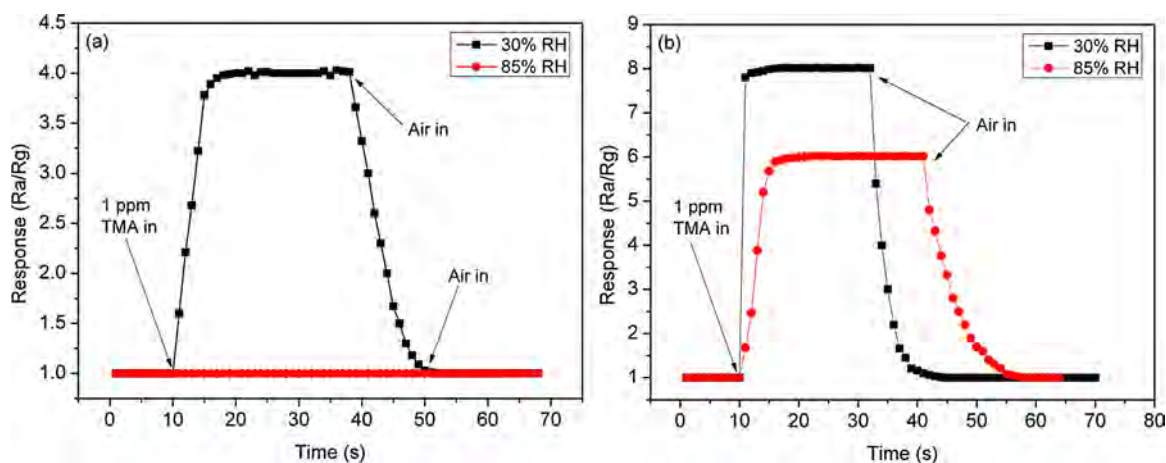 (a)
30% RH
85% RH
Air in
1 ppm
TMA in
Air in
Response (Ra/Rg)
4.5
4.0
3.5
3.0
2.5
2.0
1.5
1.0
0 10 20 30 40 50 60 70
Time (s)
(b)
30% RH
85% RH
Air in
1 ppm
TMA in
Response (Ra/Rg)
9
8
7
6
5
4
3
2
1
0 10 20 30 40 50 60 70 80
Time (s)